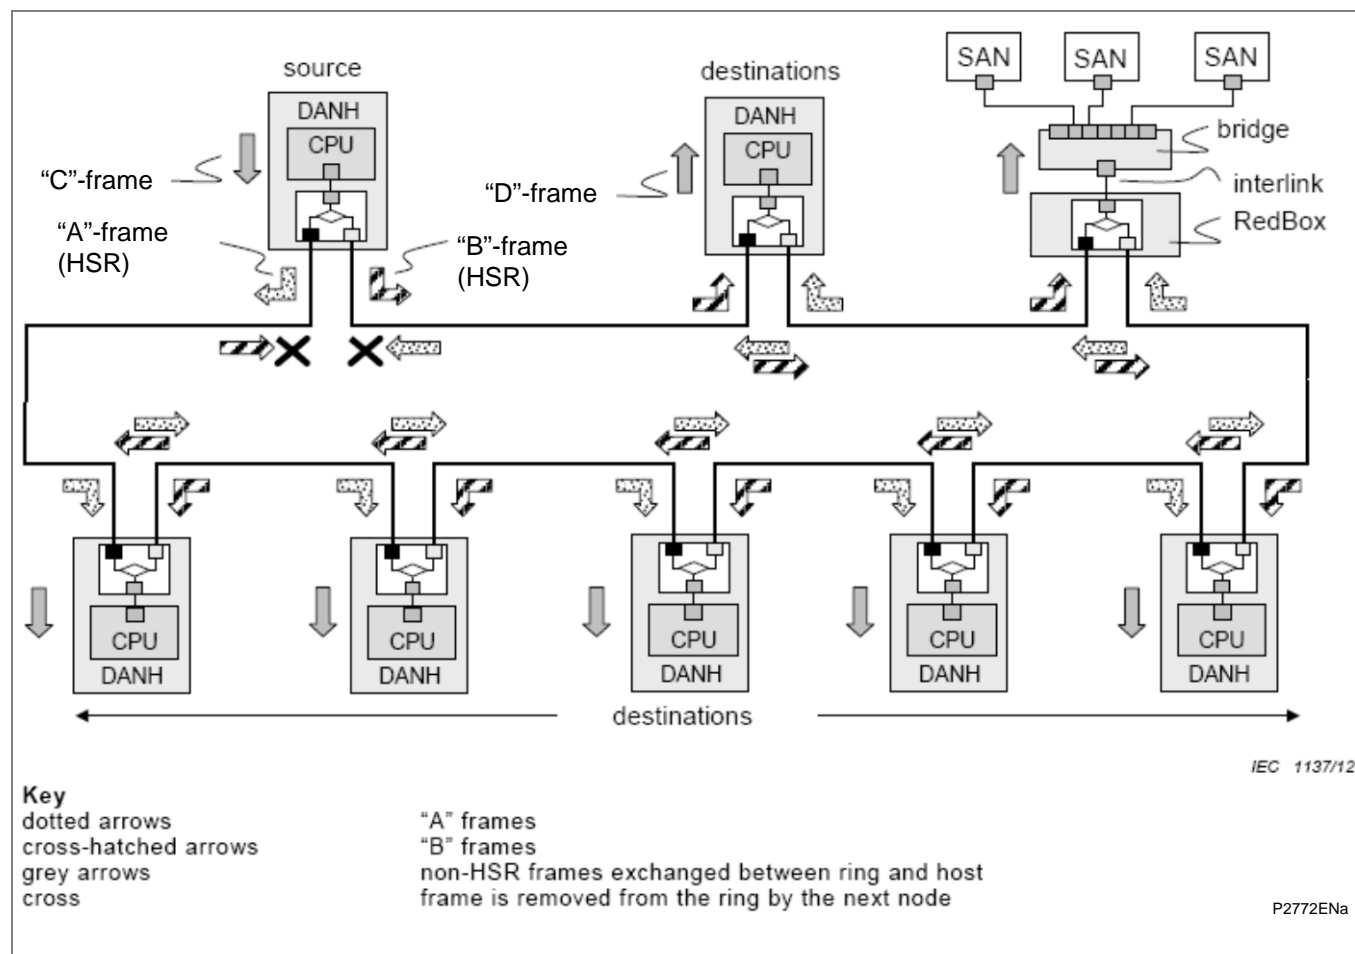 source
DANH
CPU
"C"-frame
"A"-frame
(HSR)
"B"-frame
(HSR)
destinations
DANH
CPU
"D"-frame
SAN
SAN
SAN
bridge
interlink
RedBox
CPU
DANH
CPU
DANH
CPU
DANH
CPU
DANH
CPU
DANH
destinations
IEC 1137/12
Key
dotted arrows "A" frames
cross-hatched arrows "B" frames
grey arrows non-HSR frames exchanged between ring and host
cross frame is removed from the ring by the next node
P2772ENa